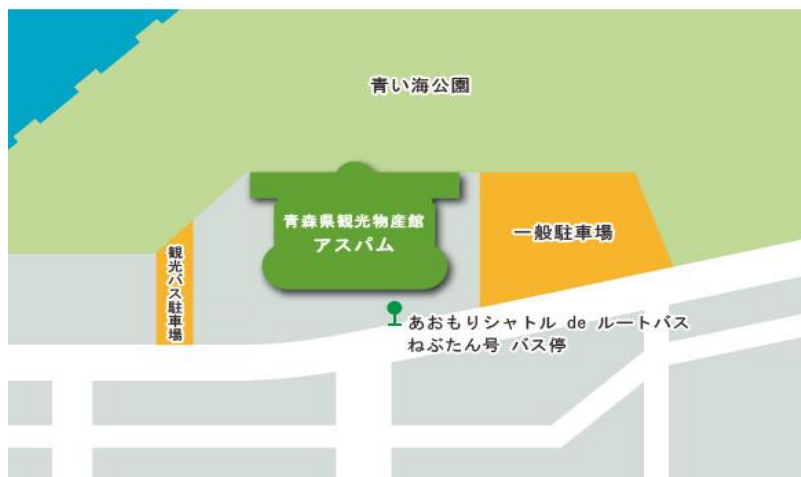 青い海公園
青森県観光物産館
アスパム
一般駐車場
観光バス駐車場
あおもりシャトル de ルートバス
ねぶたん号 バス停